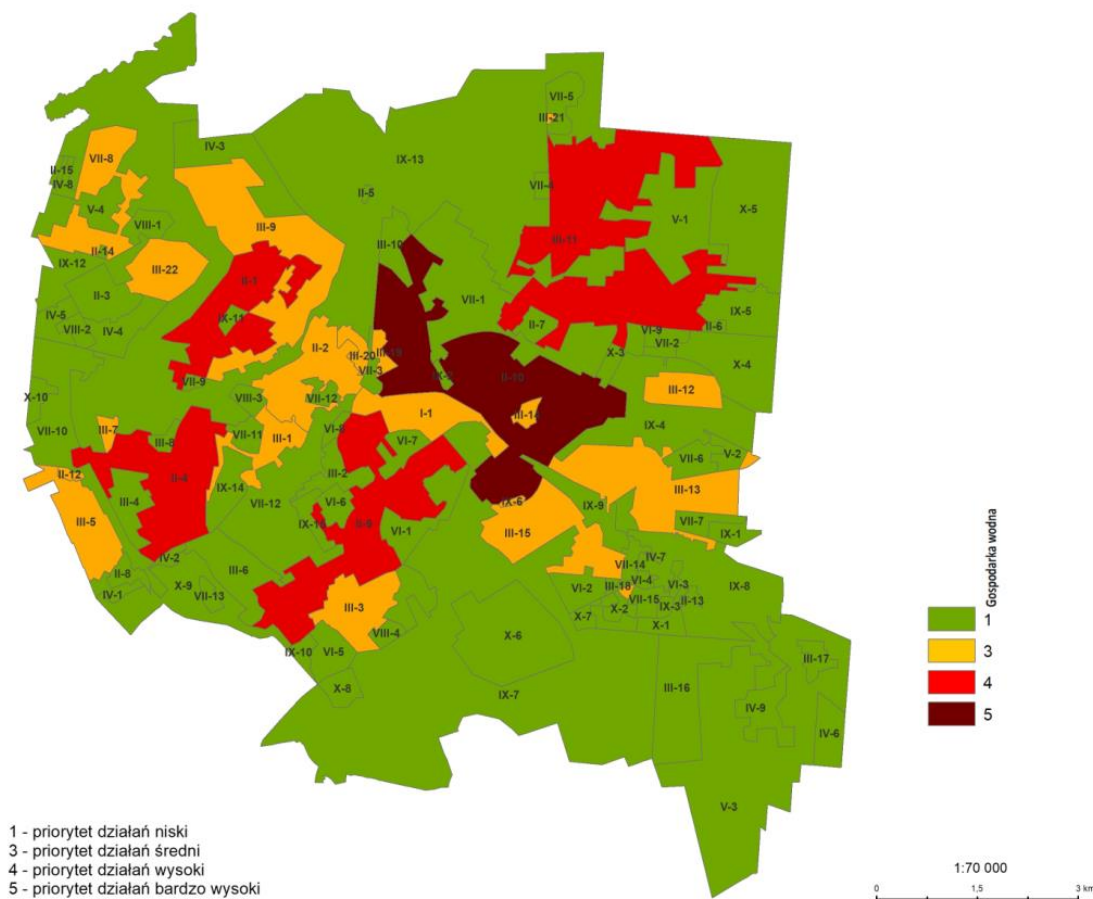 VII-5
III-21
IV-3
IX-13
VII-8
II-15
IV-8
VII-4
II-5
V-4
V-1
X-5
VIII-1
III-9
III-11
III-10
II-14
IX-12
III-22
II-1
II-3
VII-1
IV-5
IX-11
IX-5
VIII-2
IV-4
II-7
VI-9
II-6
II-2
VII-2
III-20
III-19
X-3
VII-3
X-4
VII-9
II-10
X-10
VIII-3
VII-12
III-12
III-14
I-1
VII-10
III-7
III-8
VII-11
III-1
VI-7
IX-4
VII-6
V-2
II-12
III-2
II-4
III-4
IX-14
III-13
VII-12
VI-6
IX-6
IX-9
III-5
VI-1
VII-7
IX-1
III-15
IV-2
IV-7
II-8
III-6
VII-14
X-9
VI-4
VI-3
IX-8
VI-2
III-18
IV-1
VII-13
VII-15
IX-3
II-13
III-3
X-2
X-7
X-1
VIII-4
X-6
IX-10
VI-5
III-17
X-8
III-16
IX-7
IV-9
IV-6
V-3
Gospodarka wodna
1
3
4
5
1 - priorytet działań niski
3 - priorytet działań średni
4 - priorytet działań wysoki
5 - priorytet działań bardzo wysoki
1:70 000
0 1,5 3 km